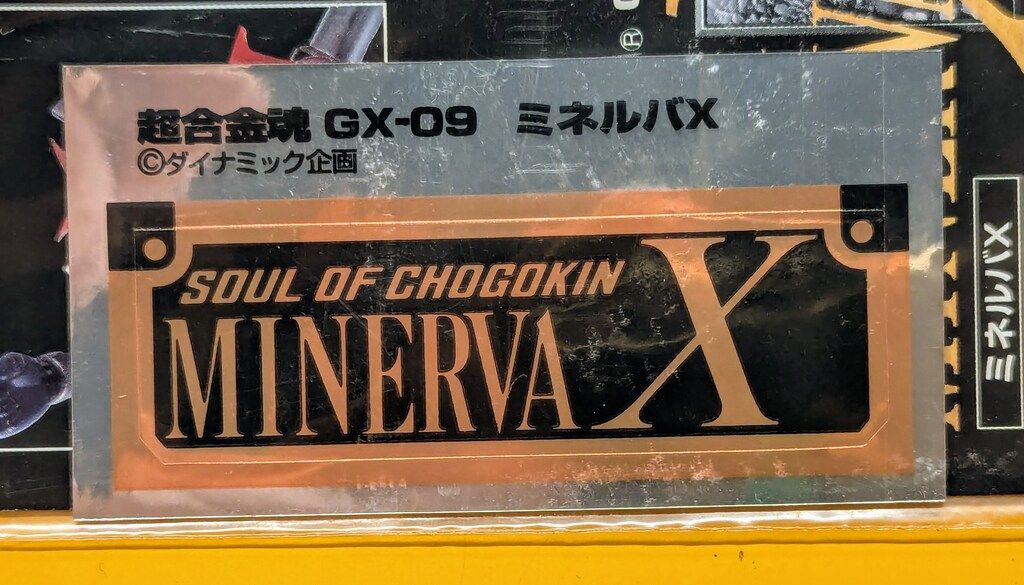 超合金魂 GX-09 ミネルバX
©ダイナミック企画
SOUL OF CHOGOKIN
MINERVA X
®
ミネルバX